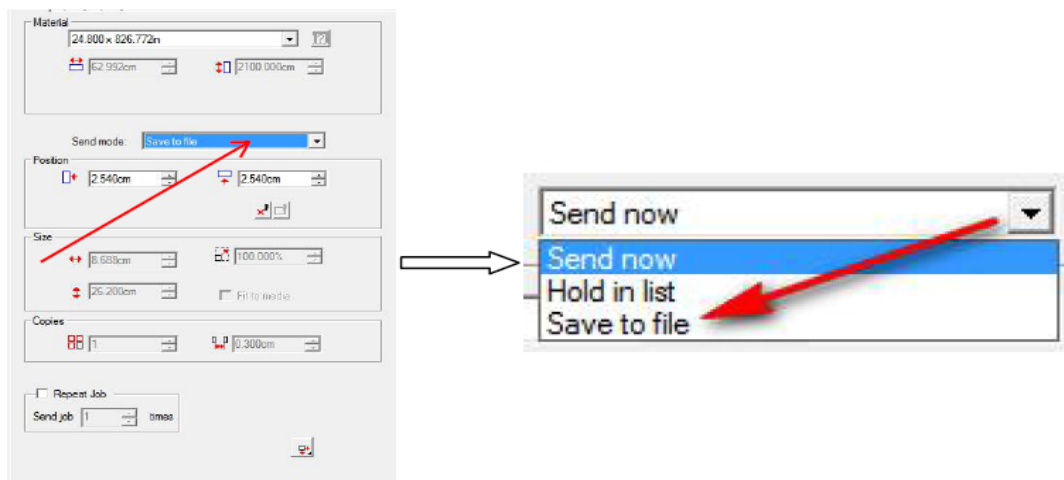 Material
24.800 x 826.772in
62.992cm 2100.000cm
Send mode: Save to file
Position
2.540cm 2.540cm
Size
8.688cm 100.000%
26.200cm Fit to media
Copies
1 0.300cm
Repeat Job
Send job 1 times
Send now
Send now
Hold in list
Save to file